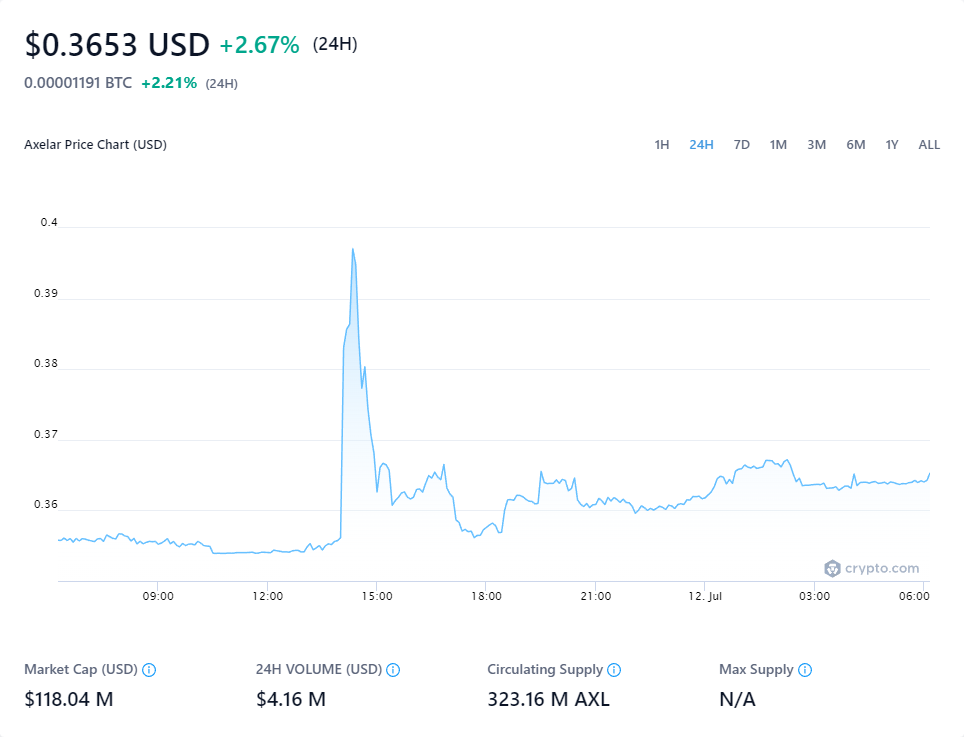 $0.3653 USD +2.67% (24H)
0.00001191 BTC +2.21% (24H)
Axelar Price Chart (USD) 1H 24H 7D 1M 3M 6M 1Y ALL
0.4
0.39
0.38
0.37
0.36
crypto.com
09:00 12:00 15:00 18:00 21:00 12. Jul 03:00 06:00
Market Cap (USD) 24H VOLUME (USD) Circulating Supply Max Supply
$118.04 M $4.16 M 323.16 M AXL N/A